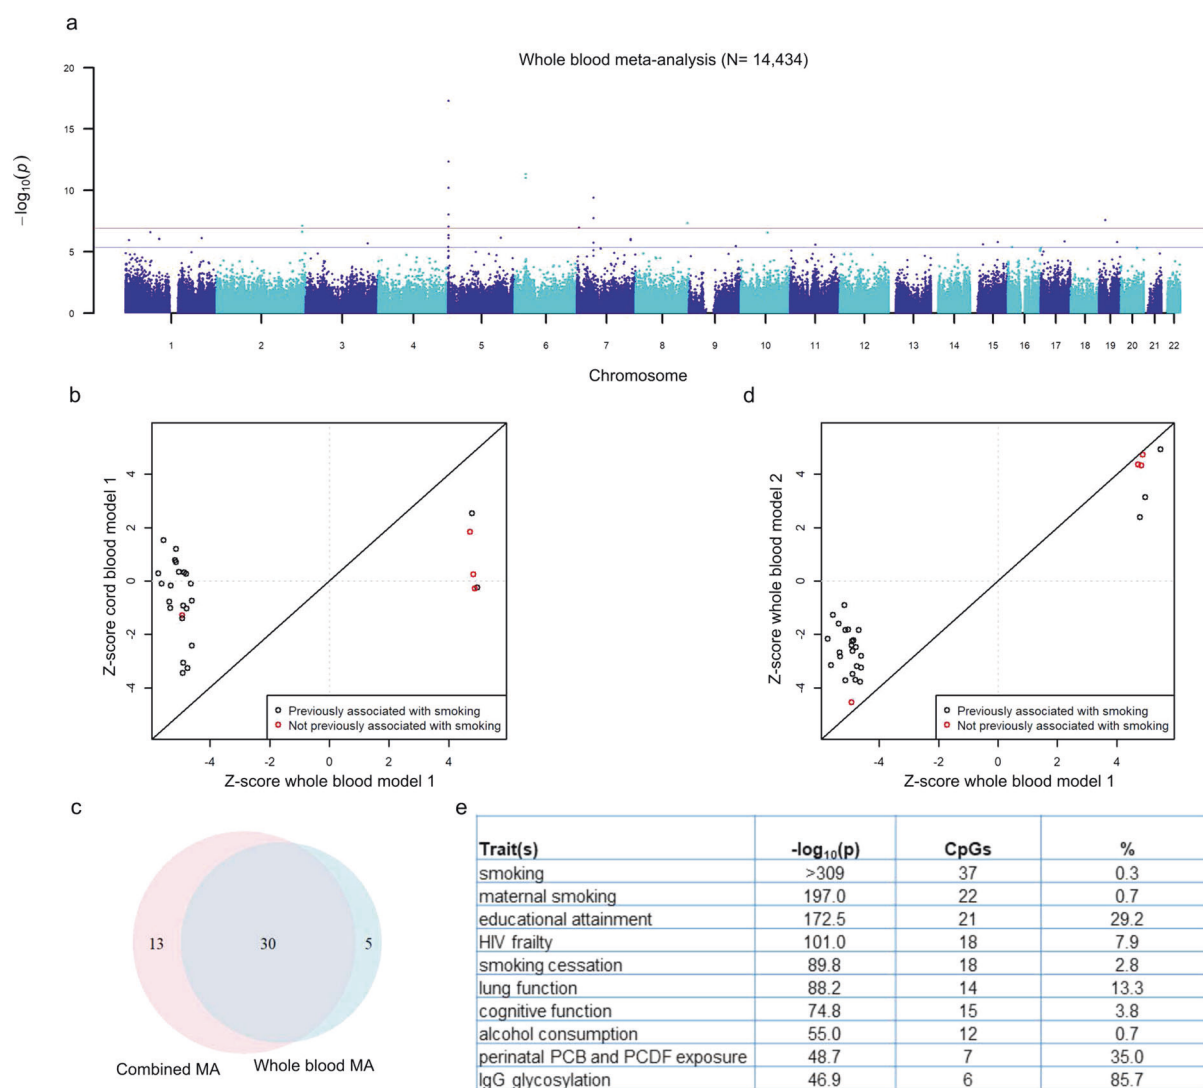 a
Whole blood meta-analysis (N= 14,434)
20
15
10
5
0
−log10(p)
1 2 3 4 5 6 7 8 9 10 11 12 13 14 15 16 17 18 19 20 21 22
Chromosome
b
Z-score cord blood model 1
4
2
0
-2
-4
Previously associated with smoking
Not previously associated with smoking
-4 -2 0 2 4
Z-score whole blood model 1
d
Z-score whole blood model 2
4
2
0
-2
-4
Previously associated with smoking
Not previously associated with smoking
-4 -2 0 2 4
Z-score whole blood model 1
c
13 30 5
Combined MA Whole blood MA
e
Trait(s) -log10(p) CpGs %
smoking >309 37 0.3
maternal smoking 197.0 22 0.7
educational attainment 172.5 21 29.2
HIV frailty 101.0 18 7.9
smoking cessation 89.8 18 2.8
lung function 88.2 14 13.3
cognitive function 74.8 15 3.8
alcohol consumption 55.0 12 0.7
perinatal PCB and PCDF exposure 48.7 7 35.0
IgG glycosylation 46.9 6 85.7